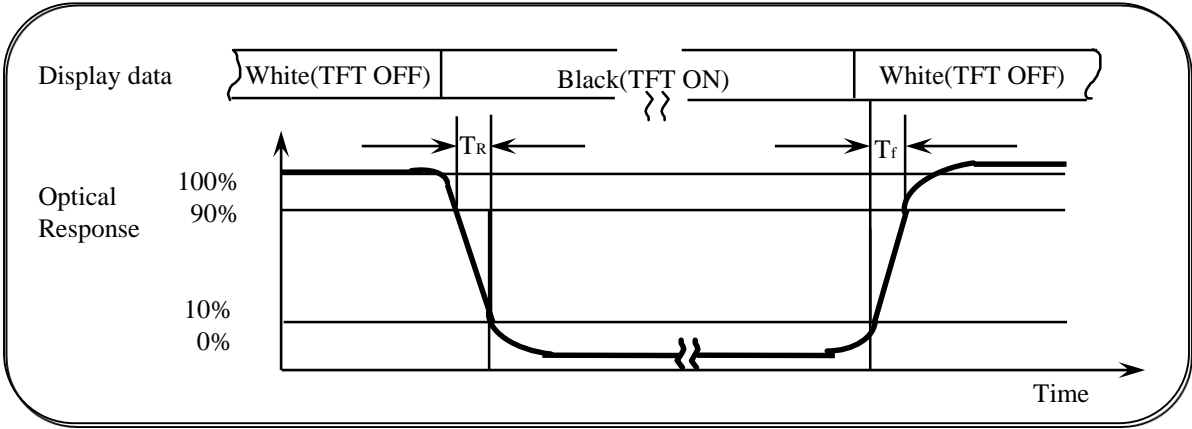 Display data
White(TFT OFF)
Black(TFT ON)
White(TFT OFF)
TR
Tf
Optical
Response
100%
90%
10%
0%
Time